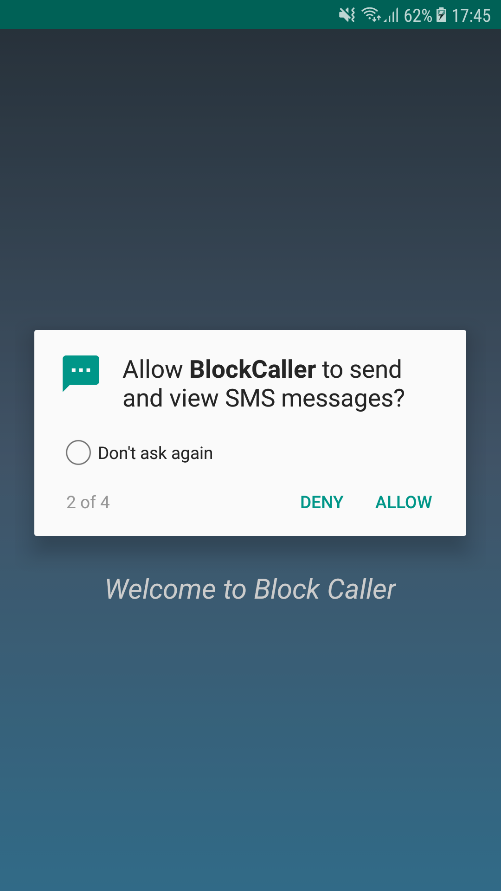 62% 17:45
Allow BlockCaller to send
and view SMS messages?
Don't ask again
2 of 4 DENY ALLOW
Welcome to Block Caller